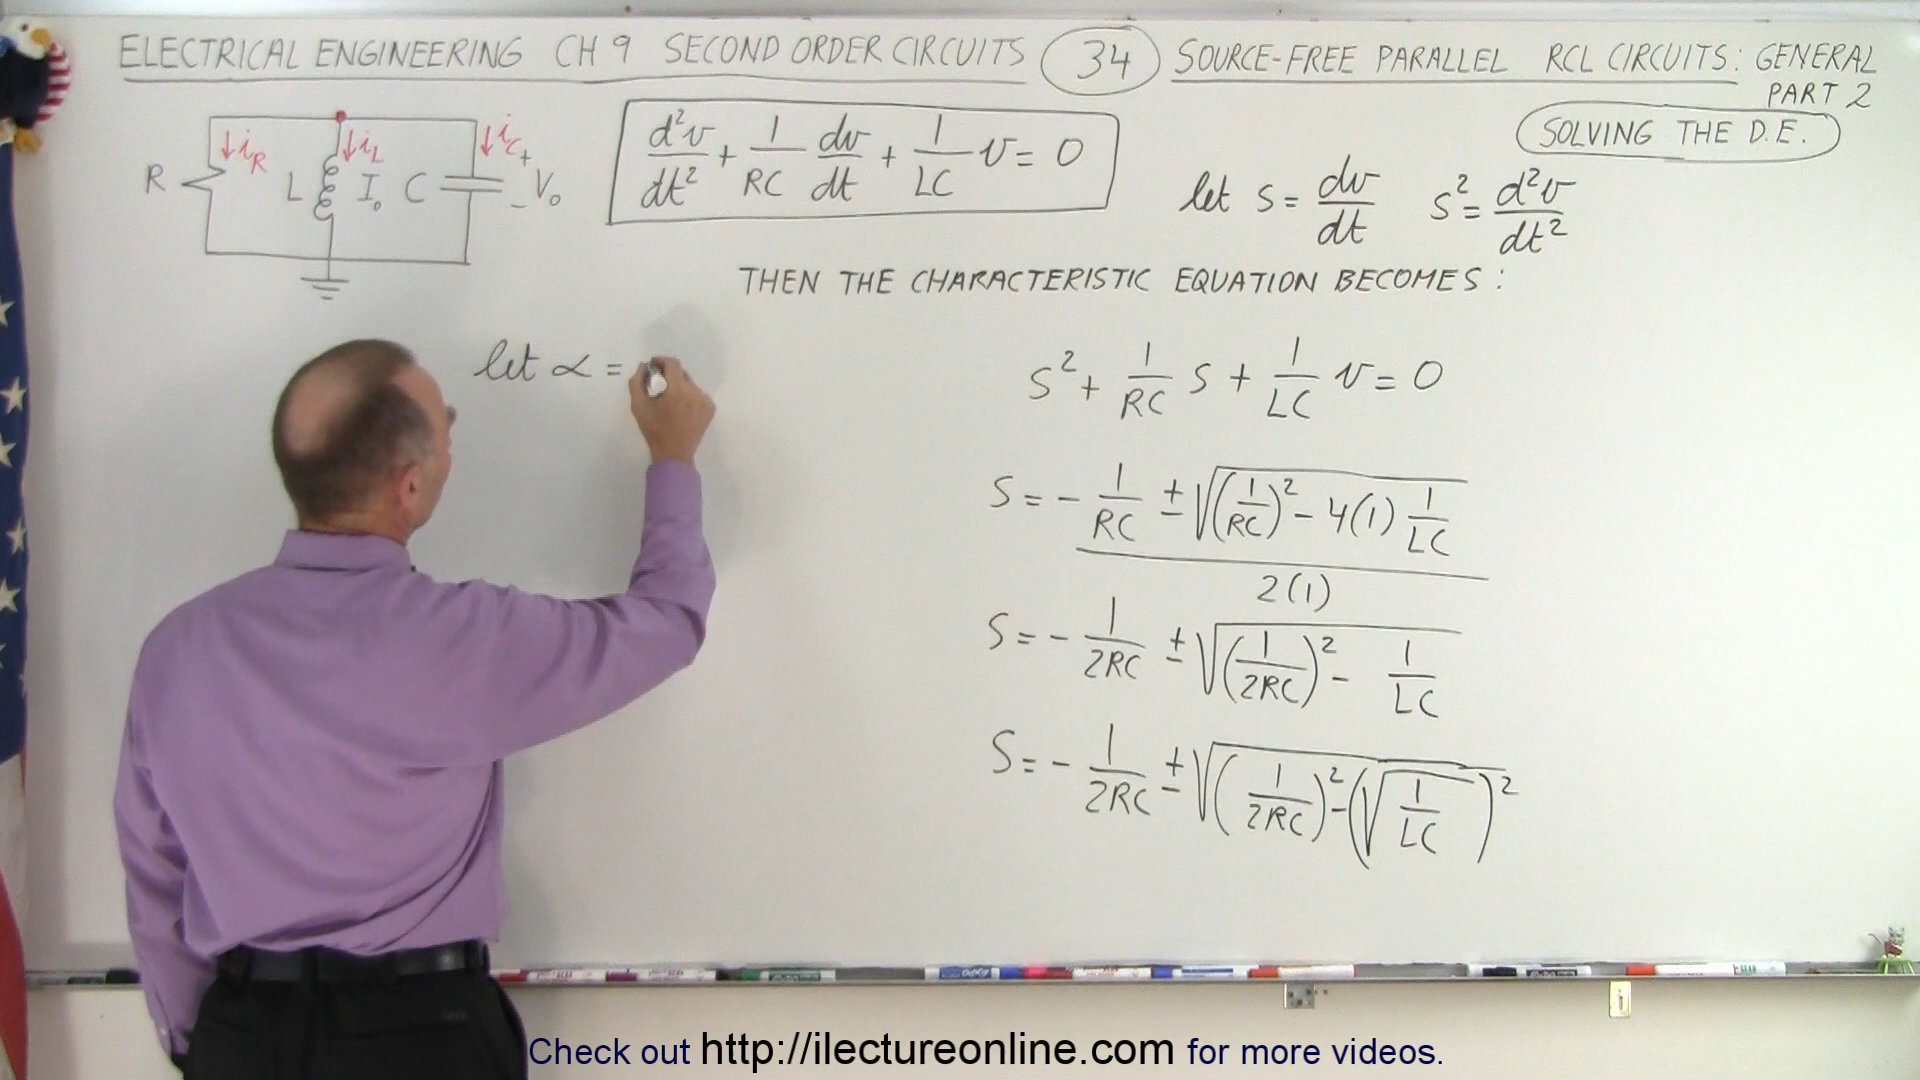 ELECTRICAL ENGINEERING CH 9 SECOND ORDER CIRCUITS 34 SOURCE-FREE PARALLEL RCL CIRCUITS: GENERAL
PART 2
SOLVING THE D.E.
R ↓i_R L ↓i_L I₀ C ↓i_C + - V₀
d²v/dt² + 1/RC dv/dt + 1/LC v = 0
let s = dv/dt s² = d²v/dt²
THEN THE CHARACTERISTIC EQUATION BECOMES:
let ∝ =
s² + 1/RC s + 1/LC v = 0
s = - 1/RC ± √((1/RC)² - 4(1) 1/LC) / 2(1)
s = - 1/2RC ± √((1/2RC)² - 1/LC)
s = - 1/2RC ± √((1/2RC)² - (√(1/LC))²)
Check out http://ilectureonline.com for more videos.